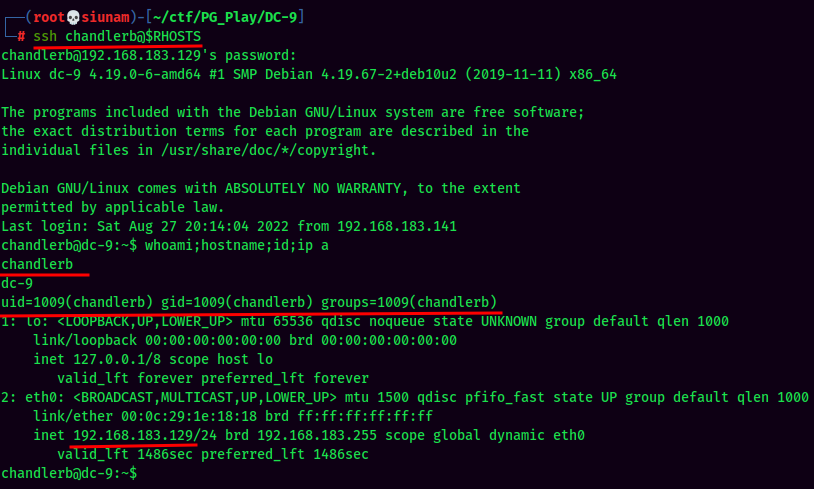 ┌──(root💀siunam)-[~/ctf/PG_Play/DC-9]
└─# ssh chandlerb@$RHOSTS
chandlerb@192.168.183.129's password:
Linux dc-9 4.19.0-6-amd64 #1 SMP Debian 4.19.67-2+deb10u2 (2019-11-11) x86_64

The programs included with the Debian GNU/Linux system are free software;
the exact distribution terms for each program are described in the
individual files in /usr/share/doc/*/copyright.

Debian GNU/Linux comes with ABSOLUTELY NO WARRANTY, to the extent
permitted by applicable law.
Last login: Sat Aug 27 20:14:04 2022 from 192.168.183.141
chandlerb@dc-9:~$ whoami;hostname;id;ip a
chandlerb
dc-9
uid=1009(chandlerb) gid=1009(chandlerb) groups=1009(chandlerb)
1: lo: <LOOPBACK,UP,LOWER_UP> mtu 65536 qdisc noqueue state UNKNOWN group default qlen 1000
    link/loopback 00:00:00:00:00:00 brd 00:00:00:00:00:00
    inet 127.0.0.1/8 scope host lo
       valid_lft forever preferred_lft forever
2: eth0: <BROADCAST,MULTICAST,UP,LOWER_UP> mtu 1500 qdisc pfifo_fast state UP group default qlen 1000
    link/ether 00:0c:29:1e:18:18 brd ff:ff:ff:ff:ff:ff
    inet 192.168.183.129/24 brd 192.168.183.255 scope global dynamic eth0
       valid_lft 1486sec preferred_lft 1486sec
chandlerb@dc-9:~$